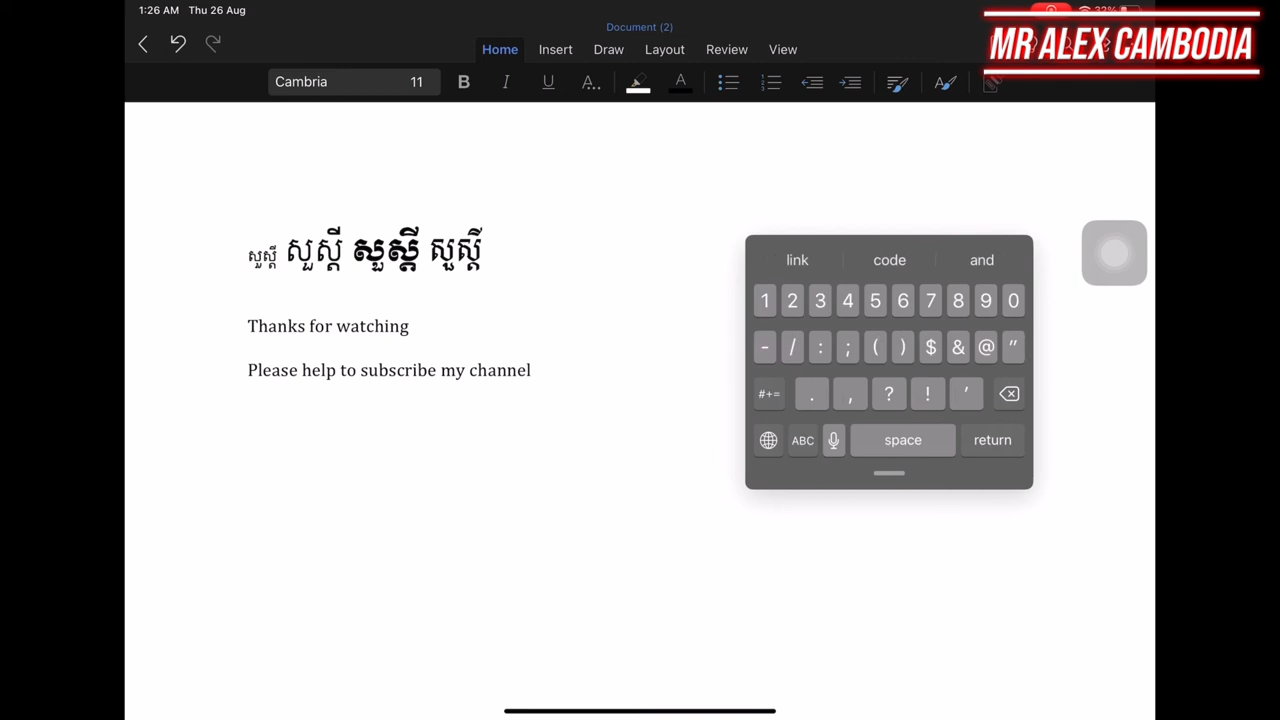 1:26 AM Thu 26 Aug
32%
Document (2)
MR ALEX CAMBODIA
Home Insert Draw Layout Review View
Cambria 11 B I U A... A
សួស្តី សួស្តី សួស្តី សួស្តី
Thanks for watching
Please help to subscribe my channel
link code and
1 2 3 4 5 6 7 8 9 0
- / : ; ( ) $ & @ "
#+= . , ? ! '
ABC space return